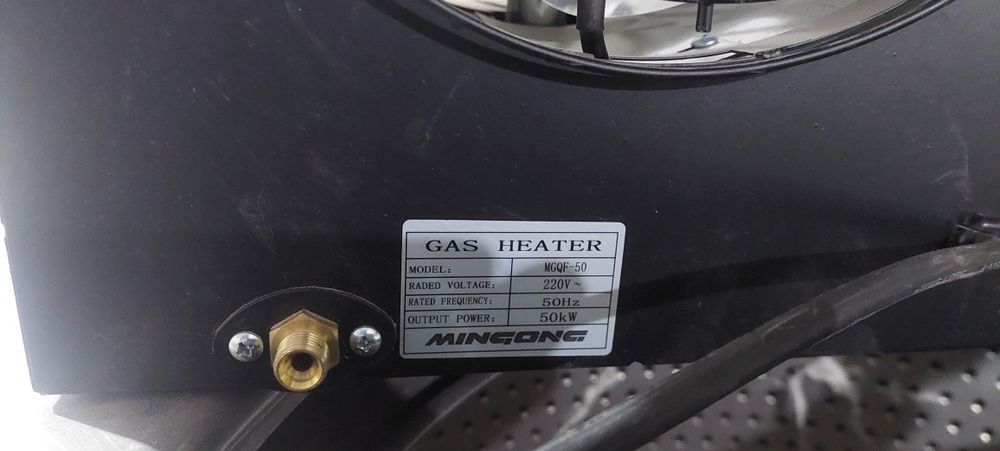 GAS HEATER
MODEL: MGQF-50
RADED VOLTAGE: 220V~
RATED FREQUENCY: 50Hz
OUTPUT POWER: 50kW
MINGONG